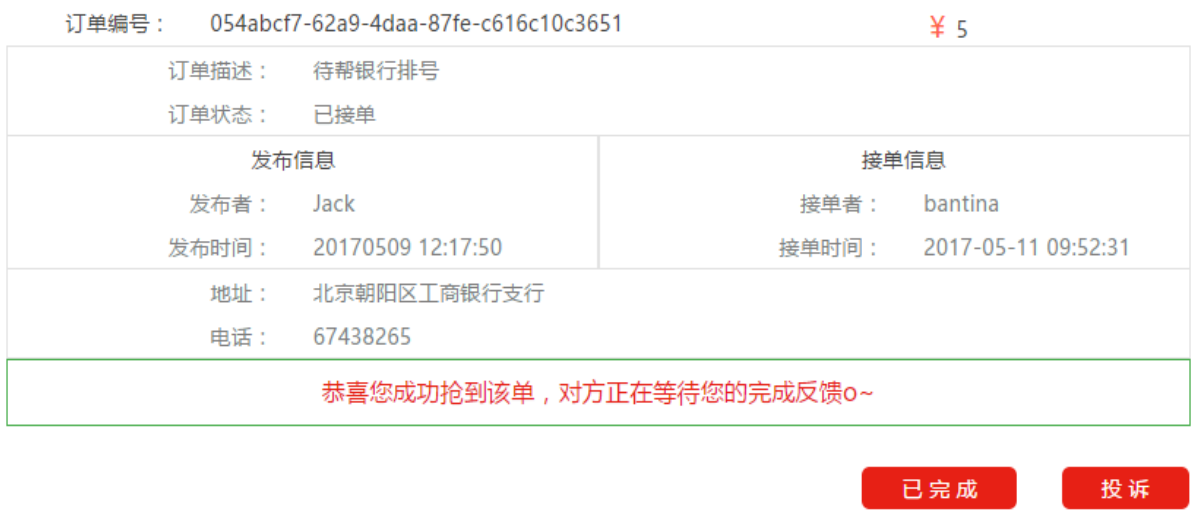 订单编号： 054abcf7-62a9-4daa-87fe-c616c10c3651 ¥ 5
订单描述： 待帮银行排号
订单状态： 已接单
发布信息 接单信息
发布者： Jack 接单者： bantina
发布时间： 20170509 12:17:50 接单时间： 2017-05-11 09:52:31
地址： 北京朝阳区工商银行支行
电话： 67438265
恭喜您成功抢到该单，对方正在等待您的完成反馈o~
已完成 投诉